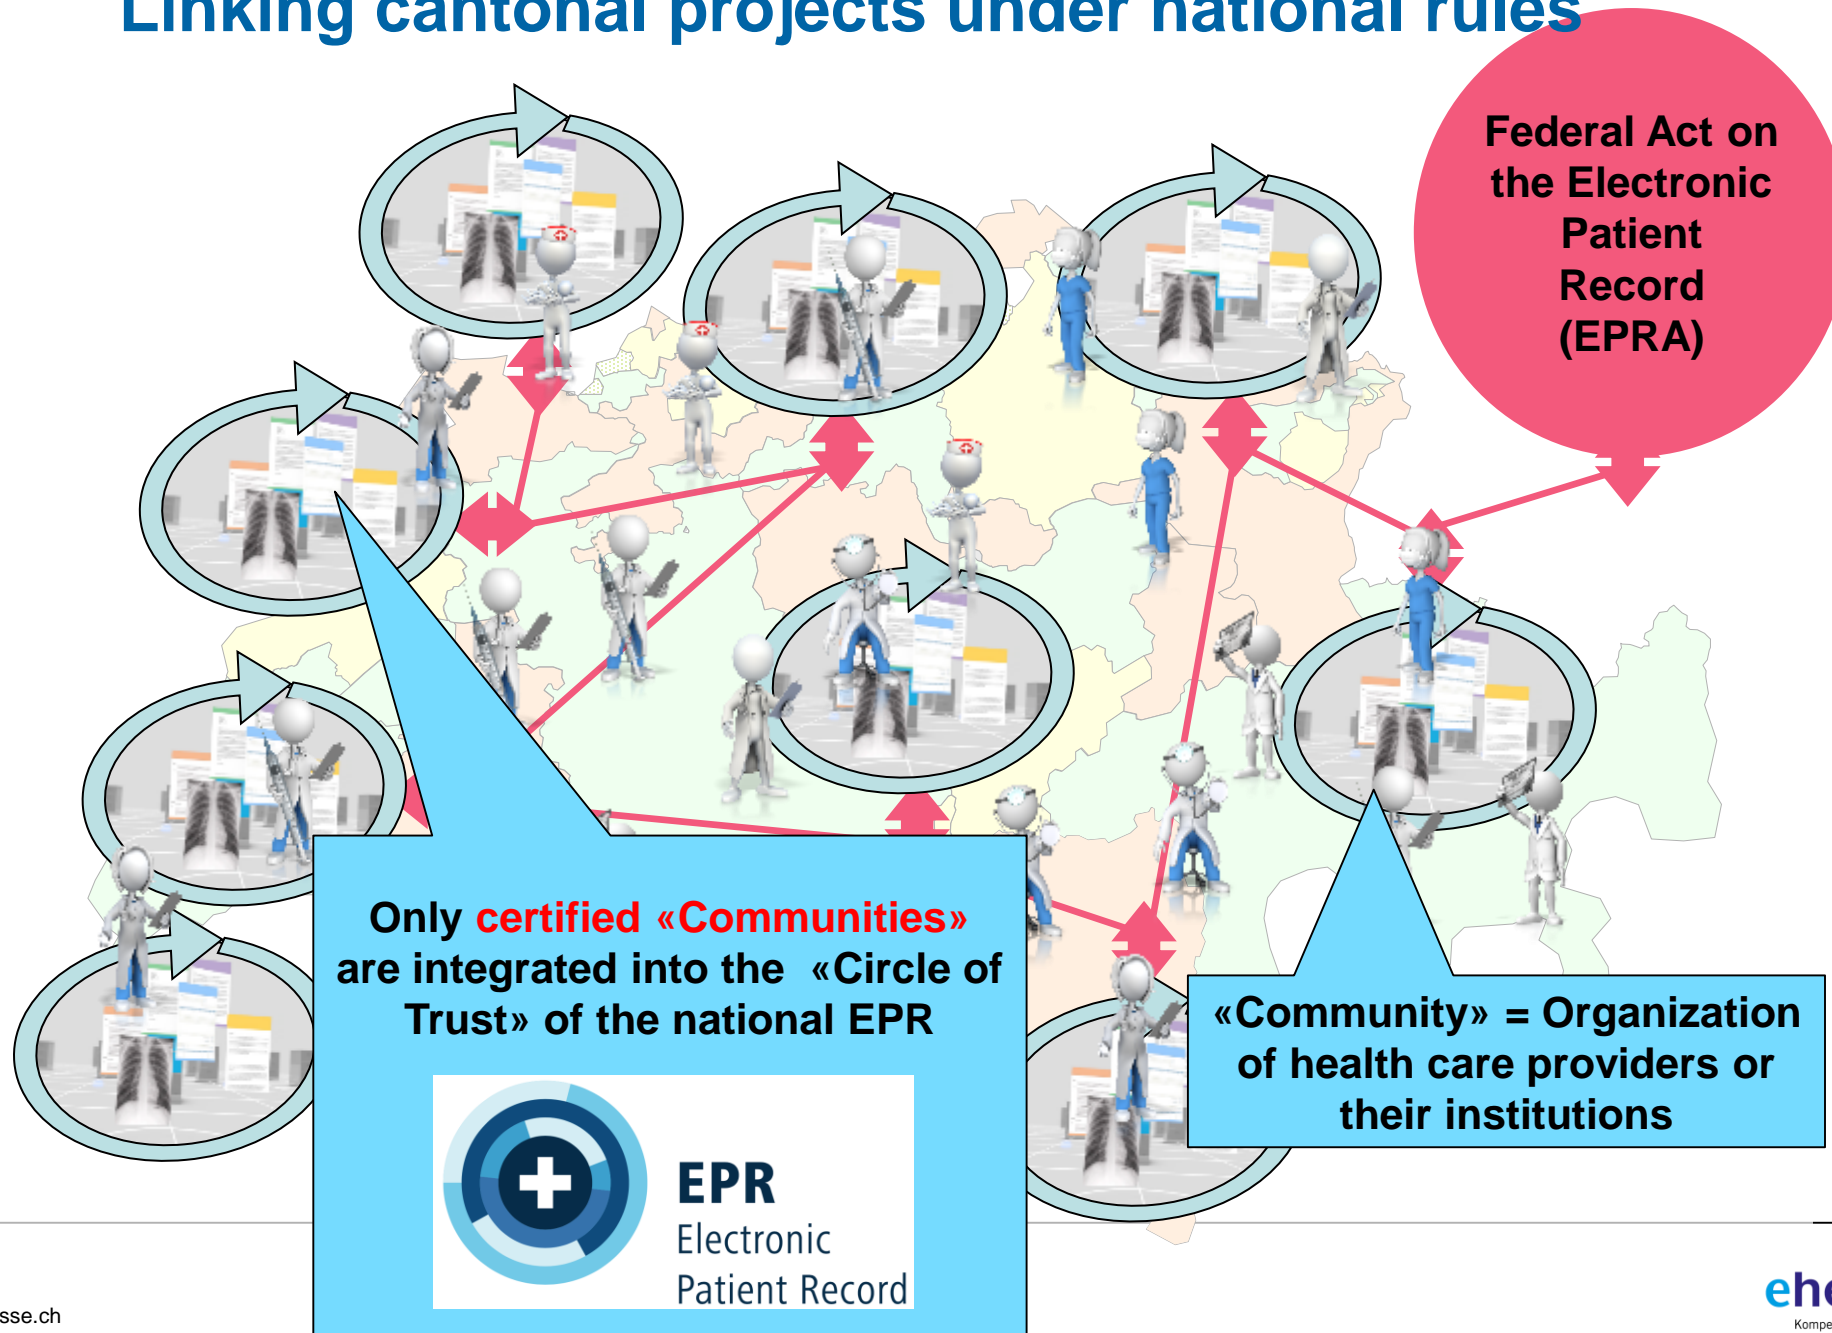 Linking cantonal projects under national rules
Federal Act on
the Electronic
Patient
Record
(EPRA)
Only certified «Communities»
are integrated into the «Circle of
Trust» of the national EPR
EPR
Electronic
Patient Record
«Community» = Organization
of health care providers or
their institutions
sse.ch
ehe
Kompe